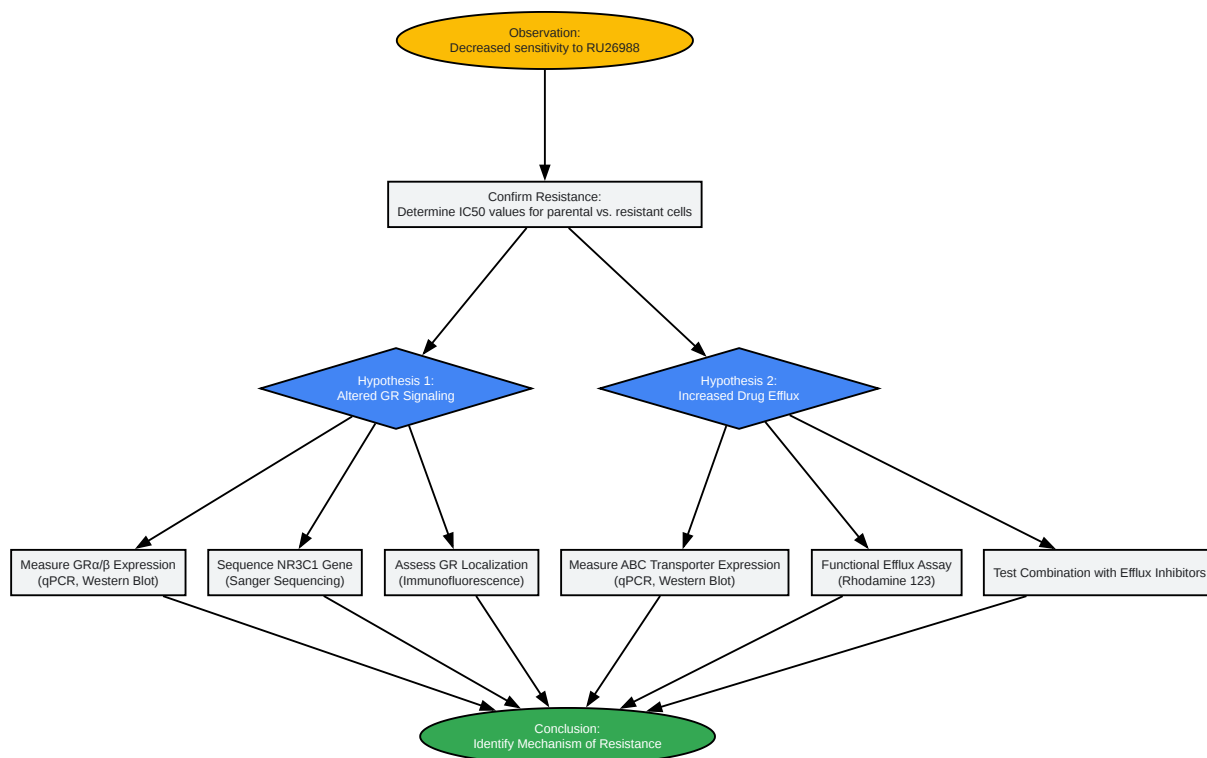 Observation:
Decreased sensitivity to RU26988
Confirm Resistance:
Determine IC50 values for parental vs. resistant cells
Hypothesis 1:
Altered GR Signaling
Hypothesis 2:
Increased Drug Efflux
Measure GRα/β Expression
(qPCR, Western Blot)
Sequence NR3C1 Gene
(Sanger Sequencing)
Assess GR Localization
(Immunofluorescence)
Measure ABC Transporter Expression
(qPCR, Western Blot)
Functional Efflux Assay
(Rhodamine 123)
Test Combination with Efflux Inhibitors
Conclusion:
Identify Mechanism of Resistance